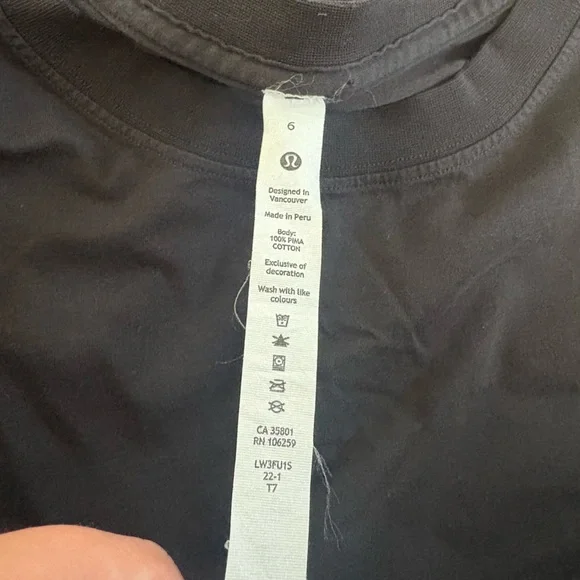 6
Designed in
Vancouver
Made in Peru
Body:
100% PIMA
COTTON
Exclusive of
decoration
Wash with like
colours
CA 35801
RN 106259
LW3FU1S
22-1
T7